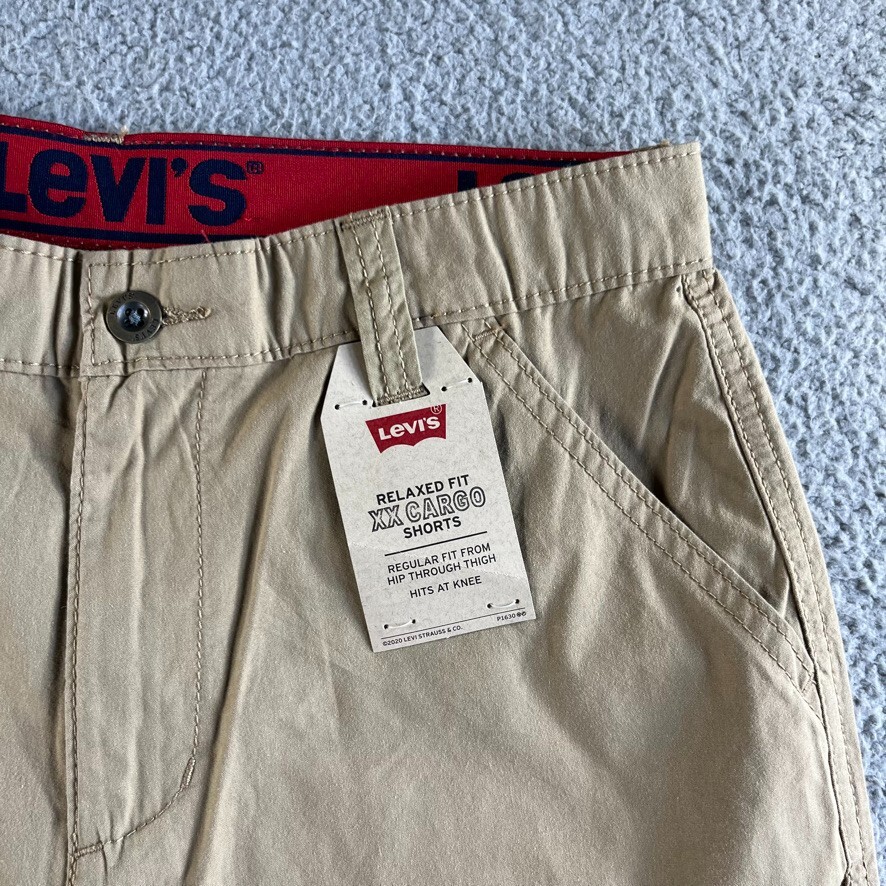 LEVI'S®
LEVI'S®
RELAXED FIT
XX CARGO
SHORTS
REGULAR FIT FROM
HIP THROUGH THIGH
HITS AT KNEE
©2020 LEVI STRAUSS & CO.
P1630